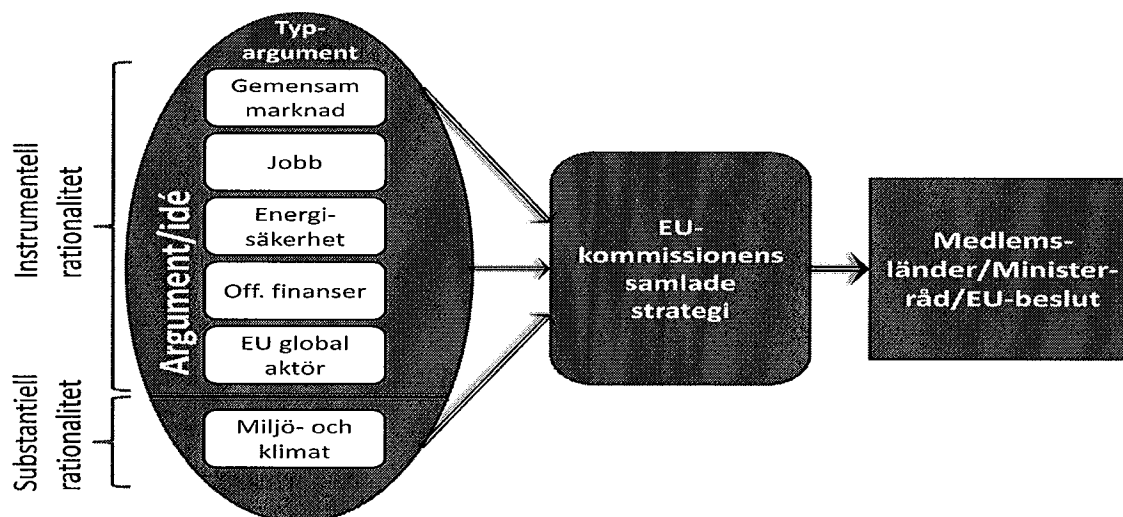 Typ-
argument
Gemensam
marknad
Jobb
Energi-
säkerhet
Off. finanser
EU global
aktör
Miljö- och
klimat
Argument/idé
Instrumentell
rationalitet
Substantiell
rationalitet
EU-
kommissionens
samlade
strategi
Medlems-
länder/Minister-
råd/EU-beslut